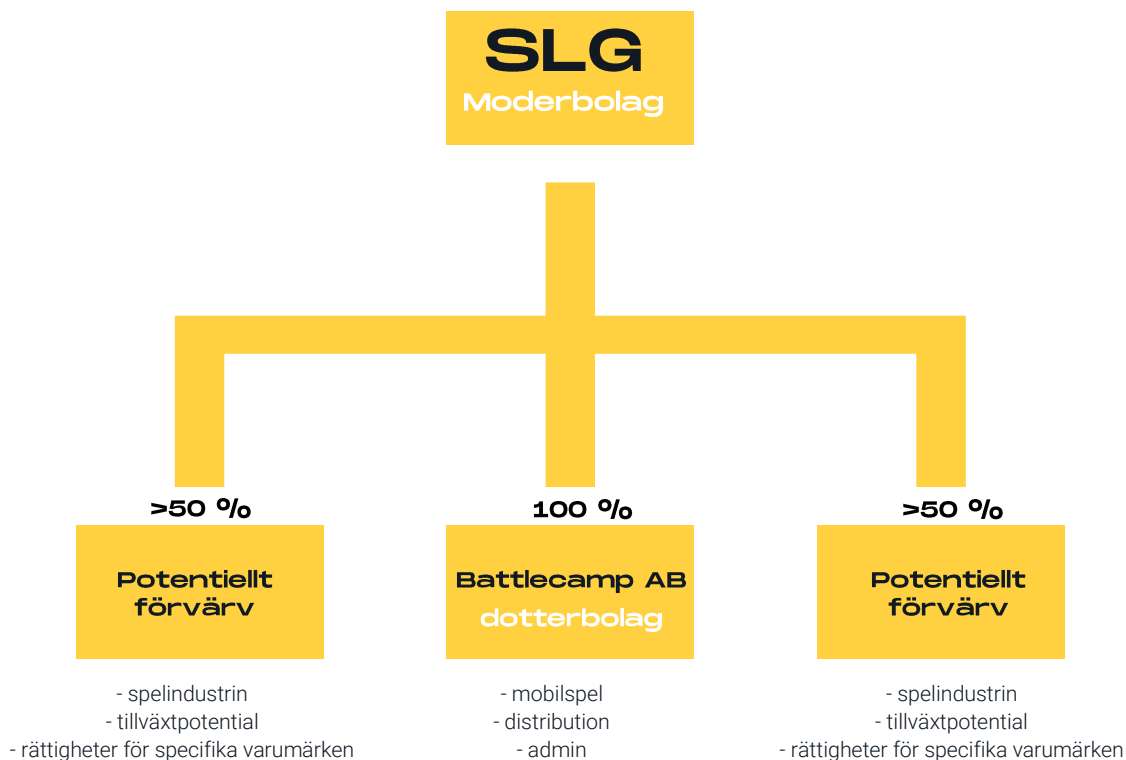 SLG
Moderbolag
>50 %
100 %
>50 %
Potentiellt
förvärv
Battlecamp AB
dotterbolag
Potentiellt
förvärv
- spelindustrin
- tillväxtpotential
- rättigheter för specifika varumärken
- mobilspel
- distribution
- admin
- spelindustrin
- tillväxtpotential
- rättigheter för specifika varumärken